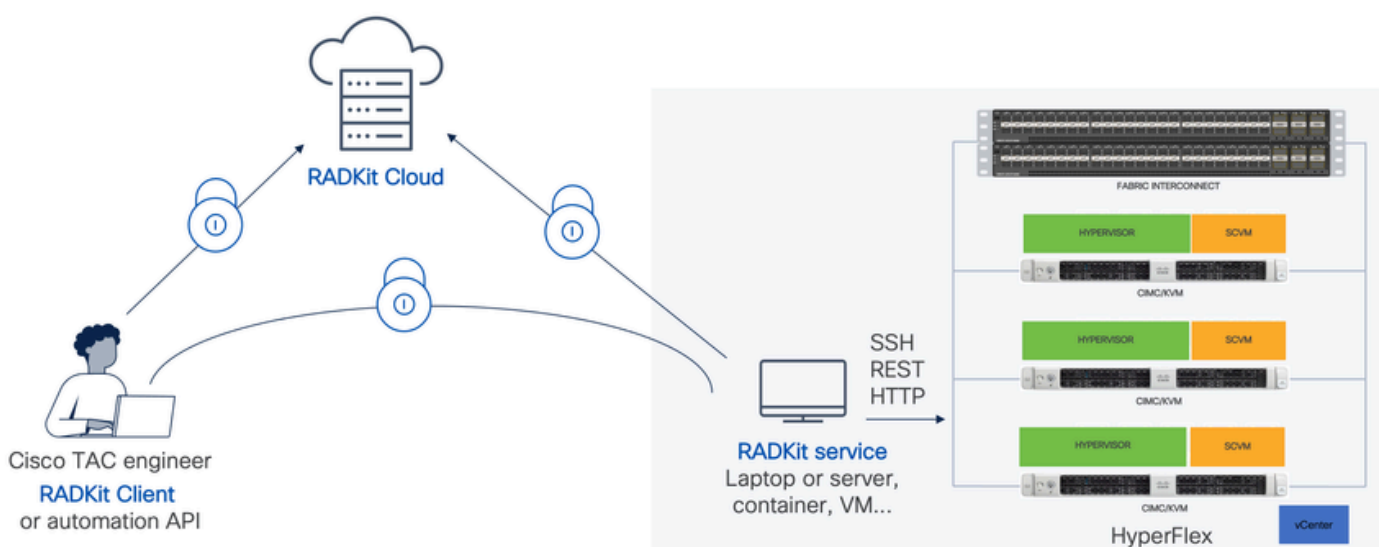 RADKit Cloud
Cisco TAC engineer
RADKit Client
or automation API
RADKit service
Laptop or server,
container, VM...
SSH
REST
HTTP
FABRIC INTERCONNECT
HYPERVISOR
SCVM
CIMC/KVM
HYPERVISOR
SCVM
CIMC/KVM
HYPERVISOR
SCVM
CIMC/KVM
HyperFlex
vCenter